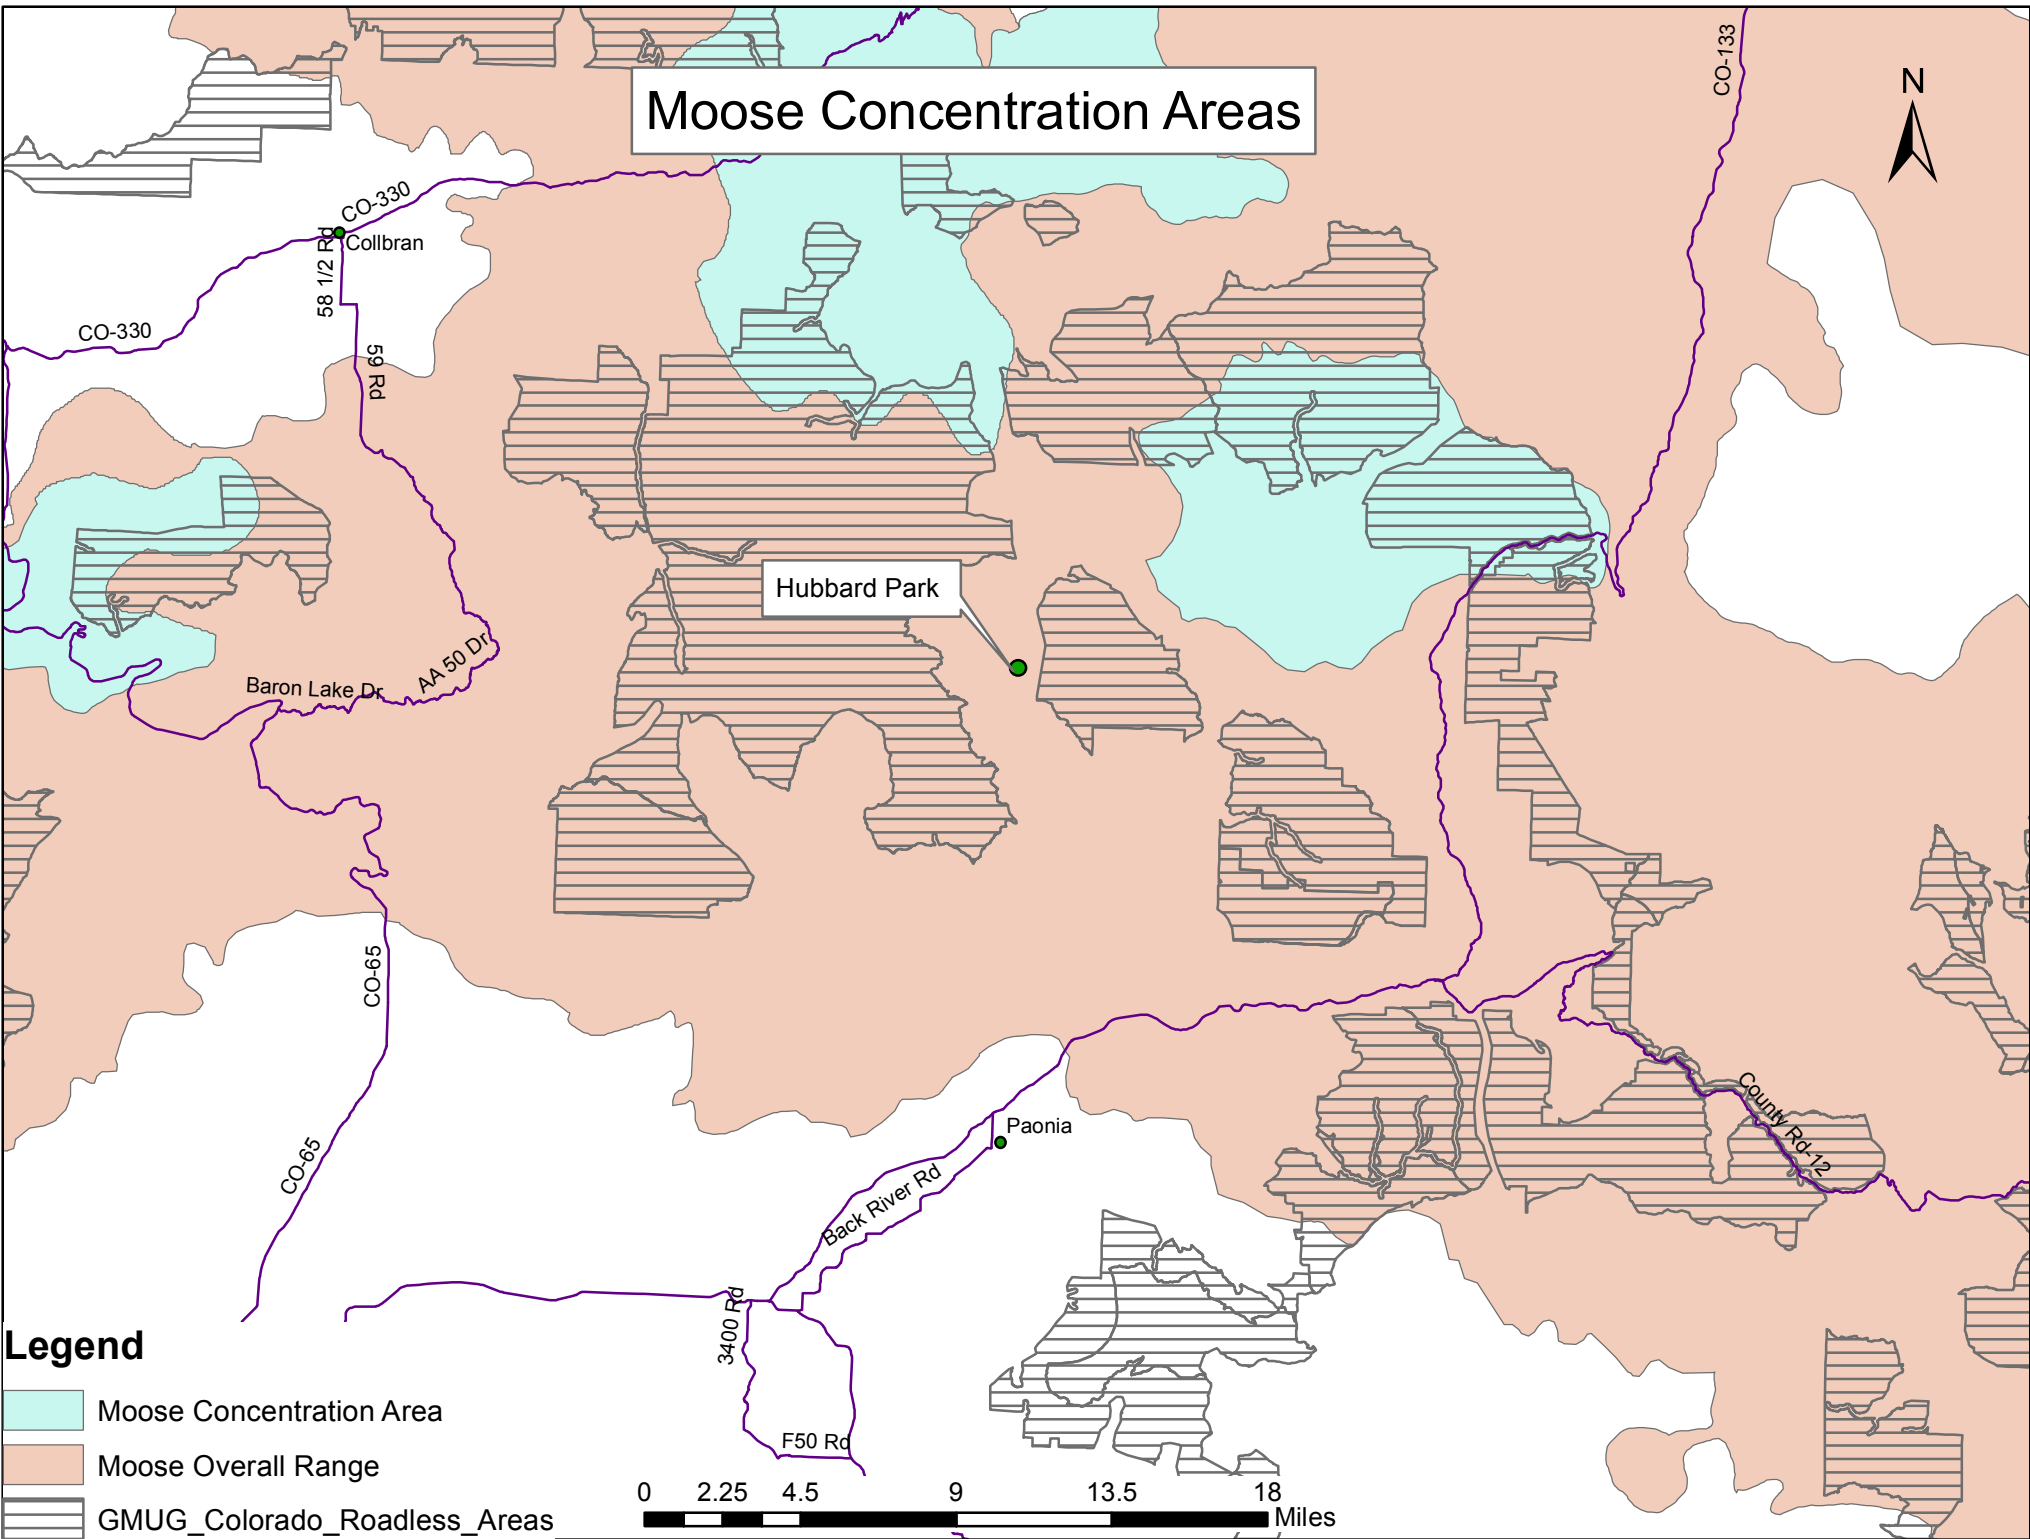 CO-133
Moose Concentration Areas
N
CO-330
Collbran
58 1/2 Rd
CO-330
59 Rd
Hubbard Park
AA 50 Dr
Baron Lake Dr
CO-65
County Rd-12
Paonia
CO-65
Back River Rd
3400 Rd
F50 Rd
Legend
Moose Concentration Area
Moose Overall Range
GMUG_Colorado_Roadless_Areas
0 2.25 4.5 9 13.5 18
Miles